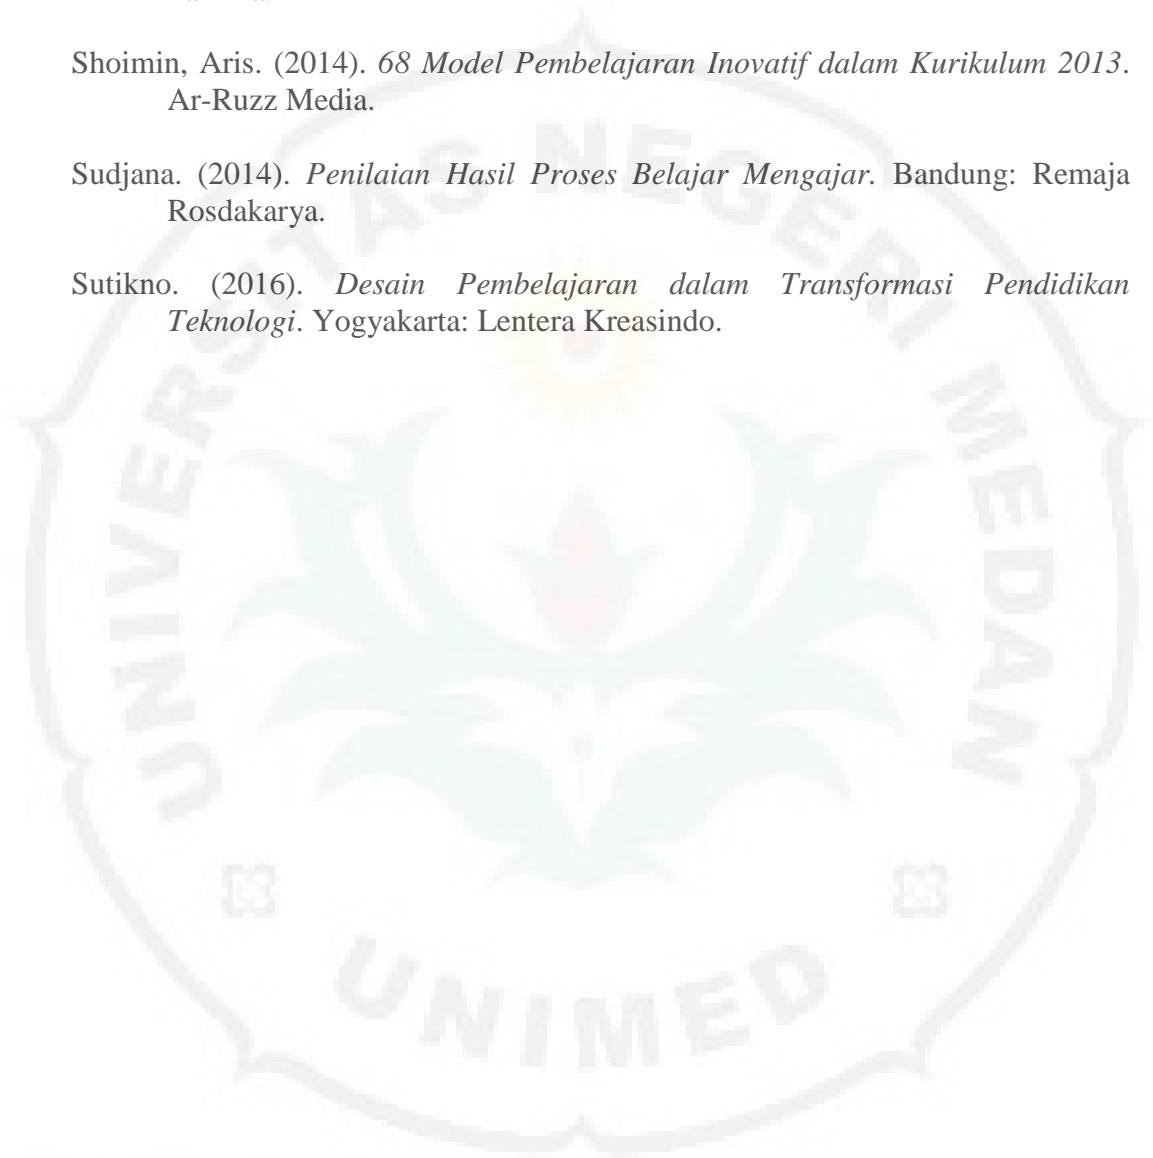 Shoimin, Aris. (2014). 68 Model Pembelajaran Inovatif dalam Kurikulum 2013.
Ar-Ruzz Media.
Sudjana. (2014). Penilaian Hasil Proses Belajar Mengajar. Bandung: Remaja
Rosdakarya.
Sutikno. (2016). Desain Pembelajaran dalam Transformasi Pendidikan
Teknologi. Yogyakarta: Lentera Kreasindo.
UNIVERSITAS NEGERI MEDAN
UNIMED